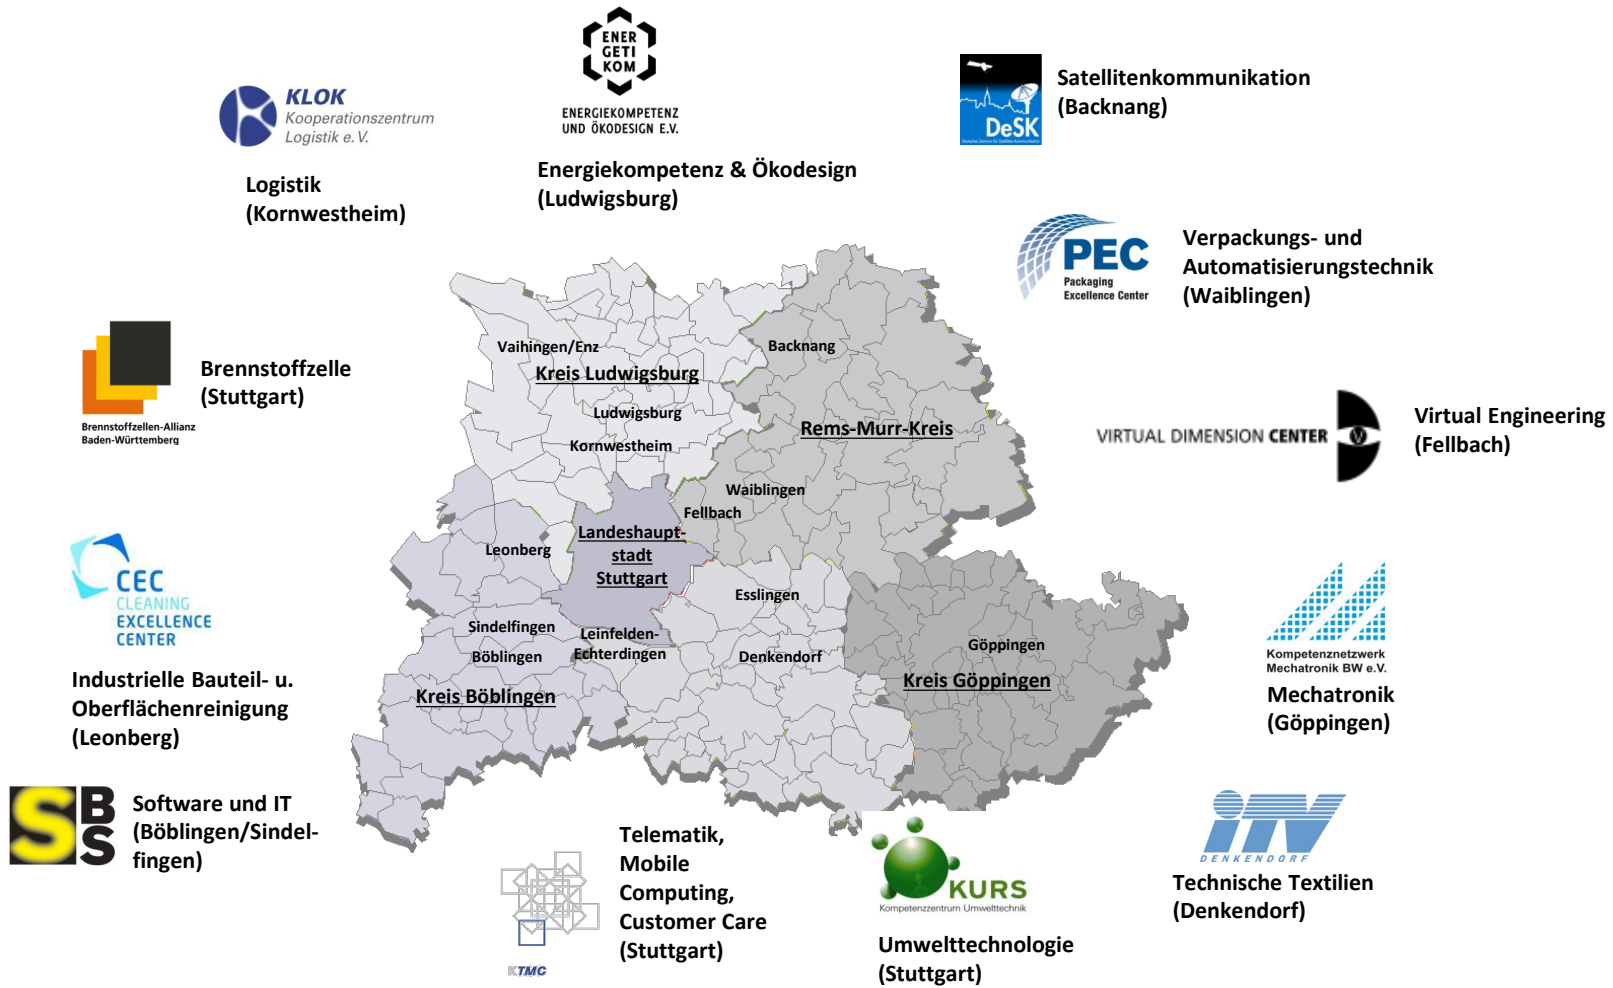 ENER
GETI
KOM
ENERGIEKOMPETENZ
UND ÖKODESIGN E.V.
Energiekompetenz & Ökodesign
(Ludwigsburg)
KLOK
Kooperationszentrum
Logistik e. V.
Logistik
(Kornwestheim)
DeSK
Satellitenkommunikation
(Backnang)
PEC
Packaging
Excellence Center
Verpackungs- und
Automatisierungstechnik
(Waiblingen)
Brennstoffzellen-Allianz
Baden-Württemberg
Brennstoffzelle
(Stuttgart)
VIRTUAL DIMENSION CENTER
V
Virtual Engineering
(Fellbach)
Vaihingen/Enz
Kreis Ludwigsburg
Ludwigsburg
Kornwestheim
Backnang
Rems-Murr-Kreis
Waiblingen
Fellbach
Landeshaupt-
stadt
Stuttgart
Leonberg
Sindelfingen
Böblingen
Kreis Böblingen
Leinfelden-
Echterdingen
Esslingen
Denkendorf
Göppingen
Kreis Göppingen
CEC
CLEANING
EXCELLENCE
CENTER
Industrielle Bauteil- u.
Oberflächenreinigung
(Leonberg)
Kompetenznetzwerk
Mechatronik BW e.V.
Mechatronik
(Göppingen)
SBS
Software und IT
(Böblingen/Sindel-
fingen)
KTMC
Telematik,
Mobile
Computing,
Customer Care
(Stuttgart)
KURS
Kompetenzzentrum Umwelttechnik
Umwelttechnologie
(Stuttgart)
iTV
DENKENDORF
Technische Textilien
(Denkendorf)